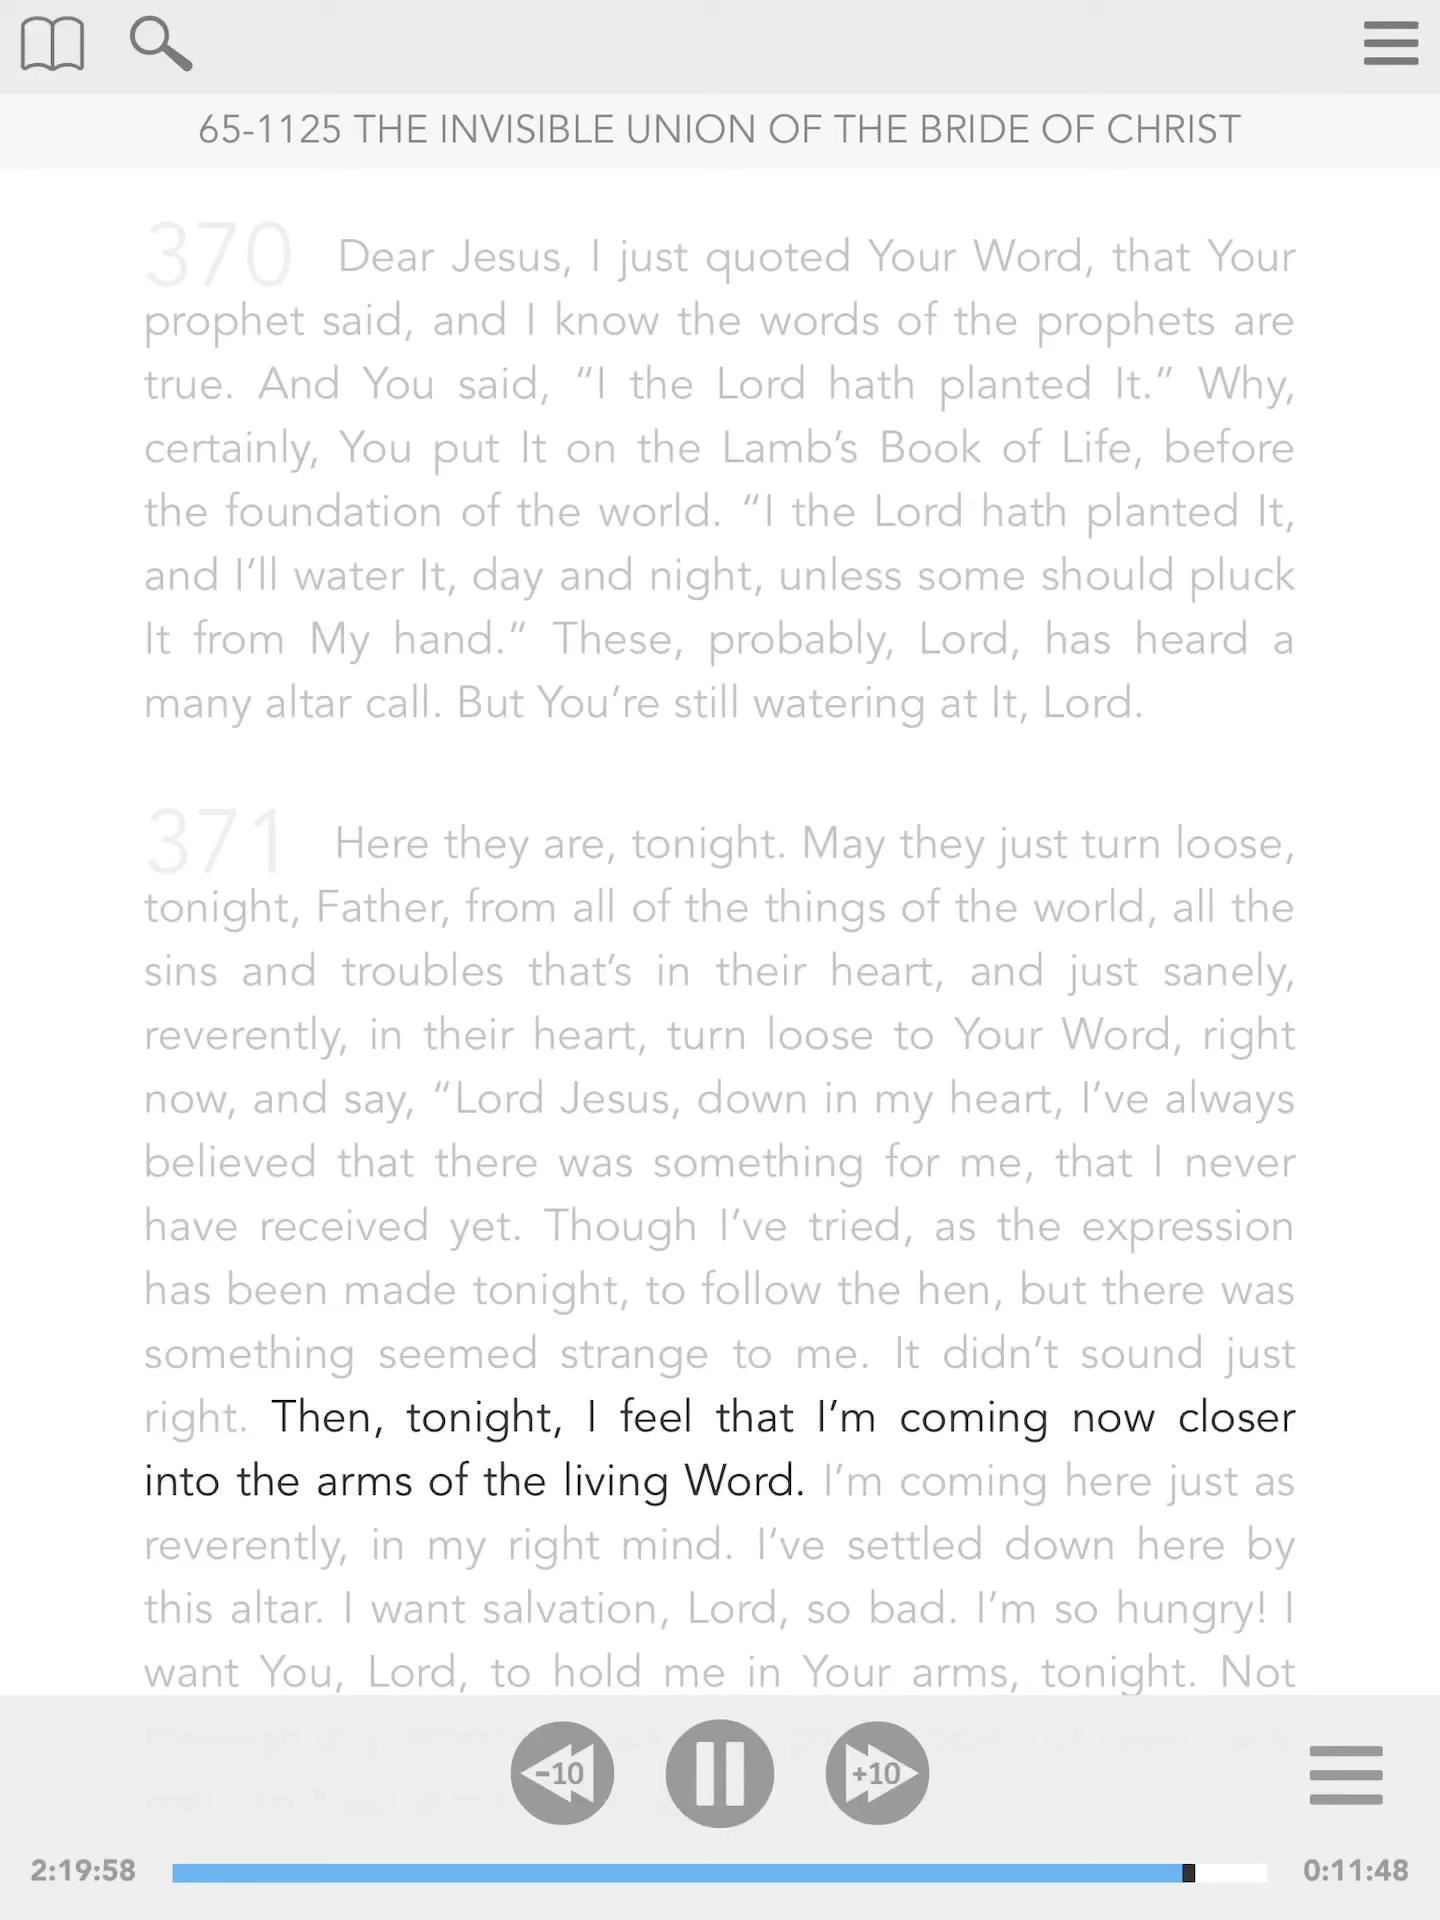 65-1125 THE INVISIBLE UNION OF THE BRIDE OF CHRIST
370 Dear Jesus, I just quoted Your Word, that Your
prophet said, and I know the words of the prophets are
true. And You said, “I the Lord hath planted It.” Why,
certainly, You put It on the Lamb’s Book of Life, before
the foundation of the world. “I the Lord hath planted It,
and I’ll water It, day and night, unless some should pluck
It from My hand.” These, probably, Lord, has heard a
many altar call. But You’re still watering at It, Lord.
371 Here they are, tonight. May they just turn loose,
tonight, Father, from all of the things of the world, all the
sins and troubles that’s in their heart, and just sanely,
reverently, in their heart, turn loose to Your Word, right
now, and say, “Lord Jesus, down in my heart, I’ve always
believed that there was something for me, that I never
have received yet. Though I’ve tried, as the expression
has been made tonight, to follow the hen, but there was
something seemed strange to me. It didn’t sound just
right. Then, tonight, I feel that I’m coming now closer
into the arms of the living Word. I’m coming here just as
reverently, in my right mind. I’ve settled down here by
this altar. I want salvation, Lord, so bad. I’m so hungry! I
want You, Lord, to hold me in Your arms, tonight. Not
-10 +10
2:19:58 0:11:48